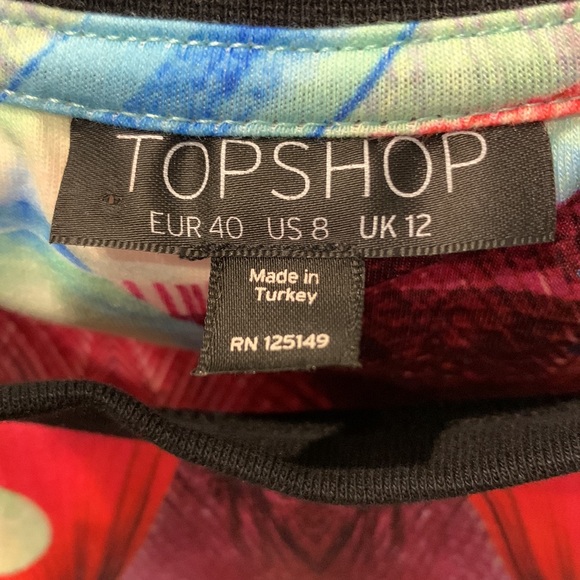 TOPSHOP
EUR 40 US 8 UK 12
Made in
Turkey
RN 125149